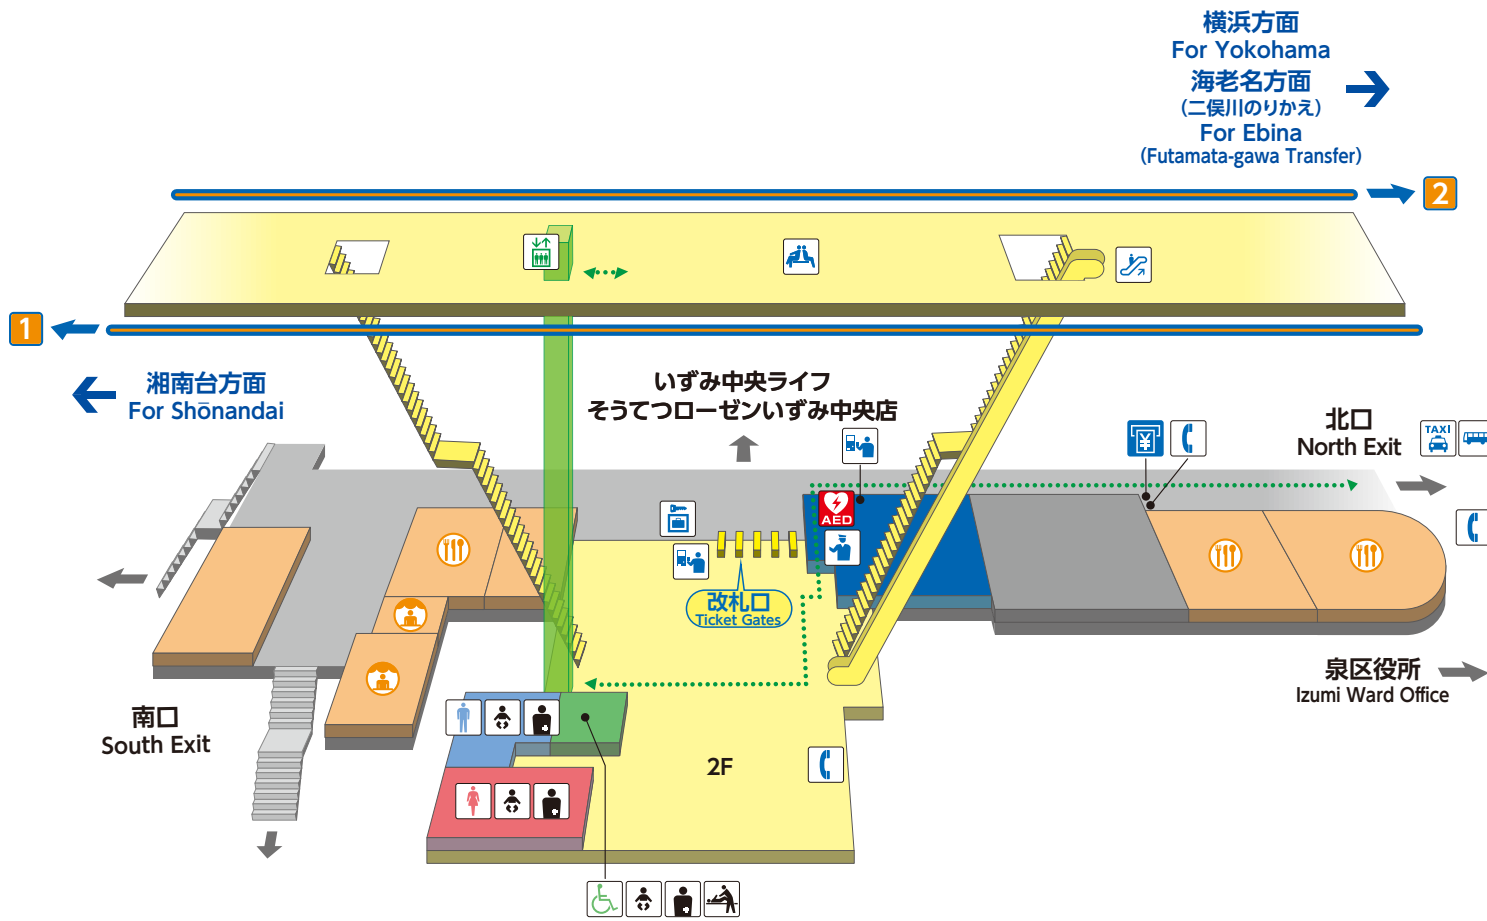 横浜方面
For Yokohama
海老名方面
（二俣川のりかえ）
For Ebina
(Futamata-gawa Transfer)
2
1
湘南台方面
For Shōnandai
いずみ中央ライフ
そうてつローゼンいずみ中央店
北口
North Exit
TAXI
¥
AED
改札口
Ticket Gates
泉区役所
Izumi Ward Office
南口
South Exit
2F